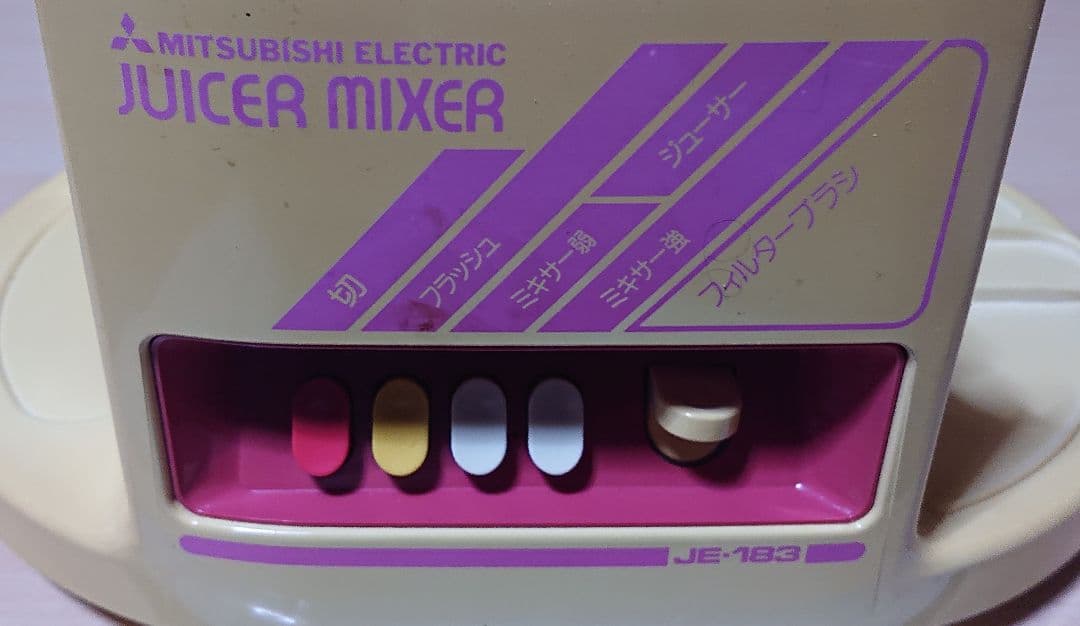 MITSUBISHI ELECTRIC
JUICER MIXER
切
フラッシュ
ジューサー
ミキサー弱
ミキサー強
フィルターブラシ
JE-183